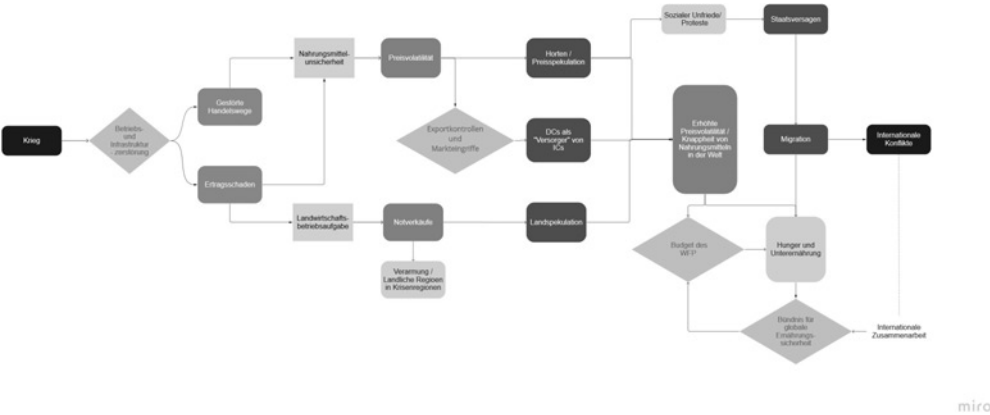 Krieg
Betriebs-
und
Infrastruktur
- zerstörung
Gestörte
Handelswege
Ertragsschaden
Nahrungsmittel-
unsicherheit
Landwirtschafts-
betriebsaufgabe
Preisvolatilität
Exportkontrollen
und
Markteingriffe
Notverkäufe
Verarmung /
Ländliche Regioen
in Krisenregionen
Horten /
Preisspekulation
DCs als
"Versorger" von
ICs
Landspekulation
Sozialer Unfriede/
Proteste
Staatsversagen
Erhöhte
Preisvolatilität /
Knappheit von
Nahrungsmitteln
in der Welt
Migration
Internationale
Konflikte
Budget des
WFP
Hunger und
Unterernährung
Bündnis für
globale
Ernährungs-
sicherheit
Internationale
Zusammenarbeit
miro